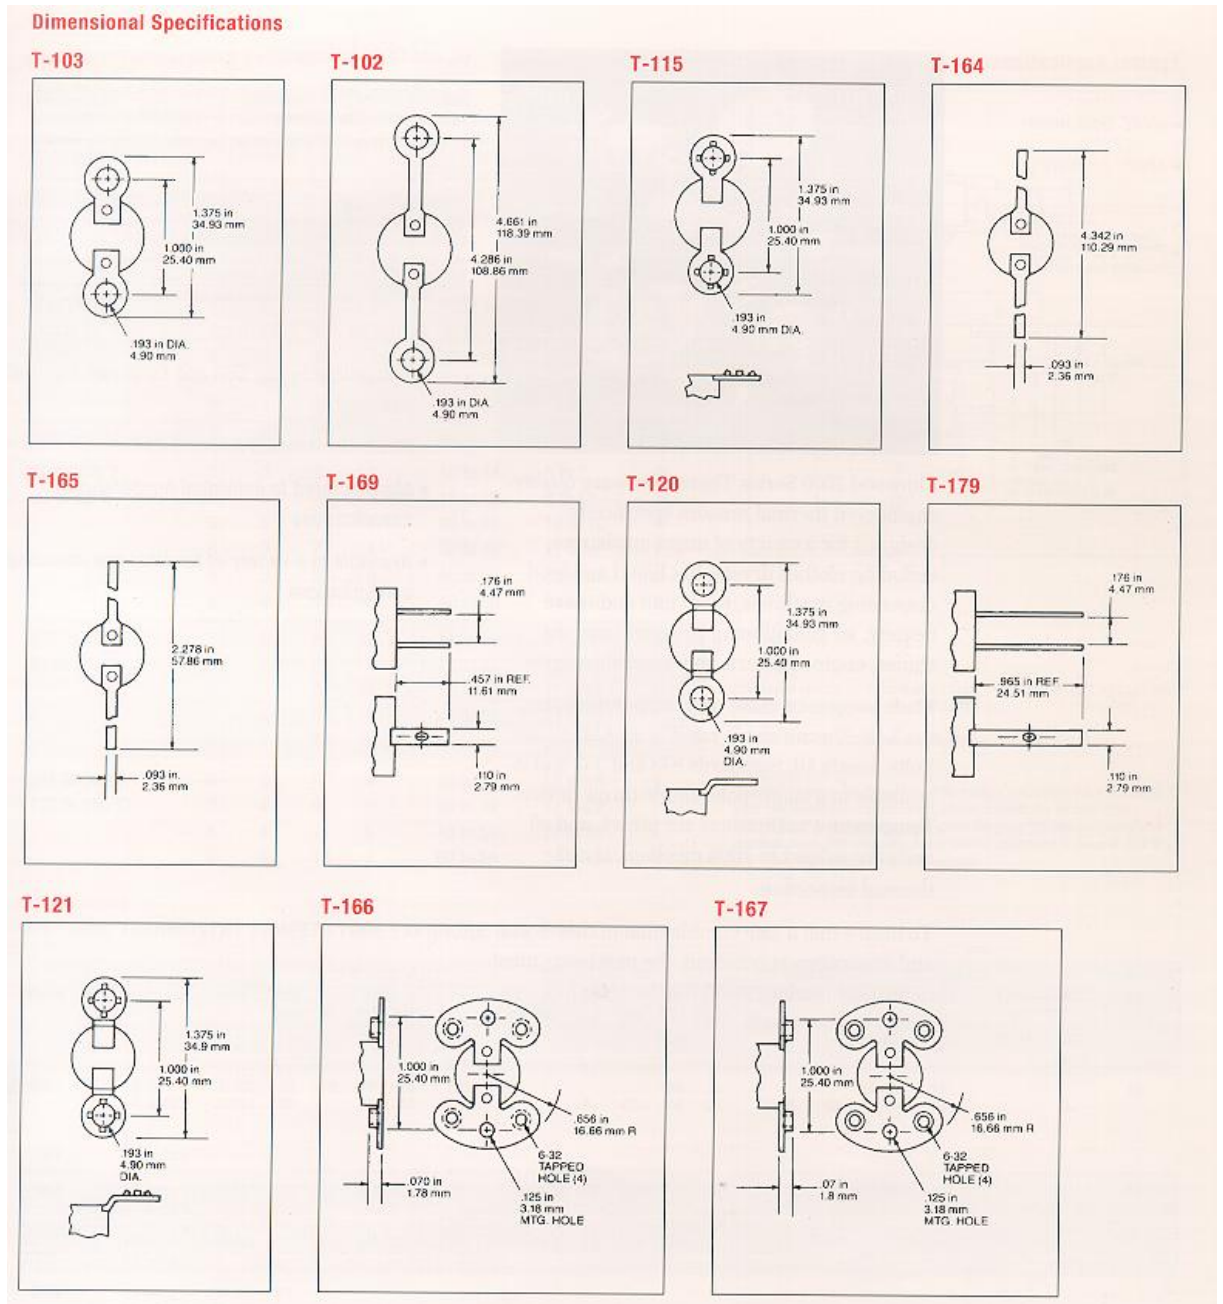 Dimensional Specifications
T-103
T-102
T-115
T-164
1.375 in
34.93 mm
1.000 in
25.40 mm
.193 in DIA.
4.90 mm
4.661 in
118.39 mm
4.286 in
108.86 mm
.193 in DIA
4.90 mm
1.375 in
34.93 mm
1.000 in
25.40 mm
.193 in
4.90 mm DIA.
4.342 in
110.29 mm
.093 in
2.36 mm
T-165
T-169
T-120
T-179
2.278 in
57.86 mm
.093 in.
2.36 mm
.176 in
4.47 mm
.457 in REF.
11.61 mm
.110 in
2.79 mm
1.375 in
34.93 mm
1.000 in
25.40 mm
.193 in
4.90 mm
DIA.
.176 in
4.47 mm
.965 in REF
24.51 mm
.110 in
2.79 mm
T-121
T-166
T-167
1.375 in
34.9 mm
1.000 in
25.40 mm
.193 in
4.90 mm
DIA.
1.000 in
25.40 mm
.656 in
16.66 mm R
6-32
TAPPED
HOLE (4)
.070 in
1.78 mm
.125 in
3.18 mm
MTG. HOLE
1.000 in
25.40 mm
.656 in
16.66 mm R
6-32
TAPPED
HOLE (4)
.07 in
1.8 mm
.125 in
3.18 mm
MTG. HOLE